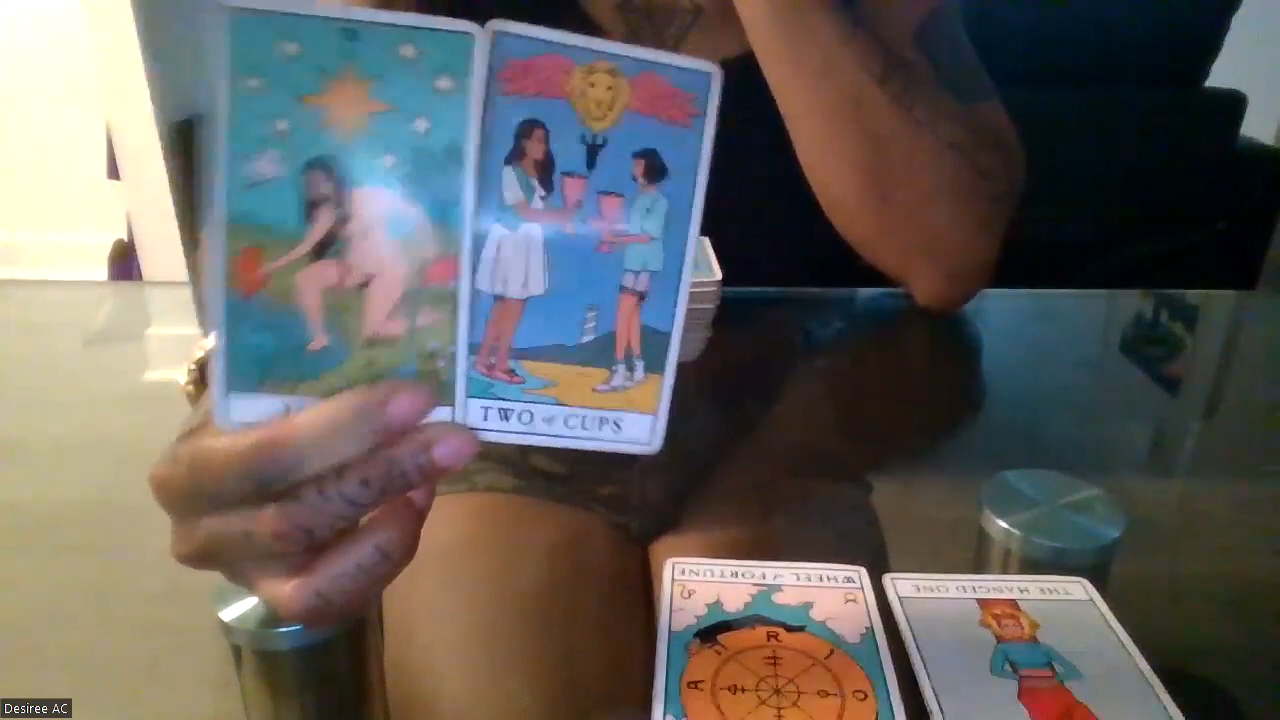 TWO of CUPS
WHEEL of FORTUNE
THE HANGED ONE
R
A
O
Desiree AC